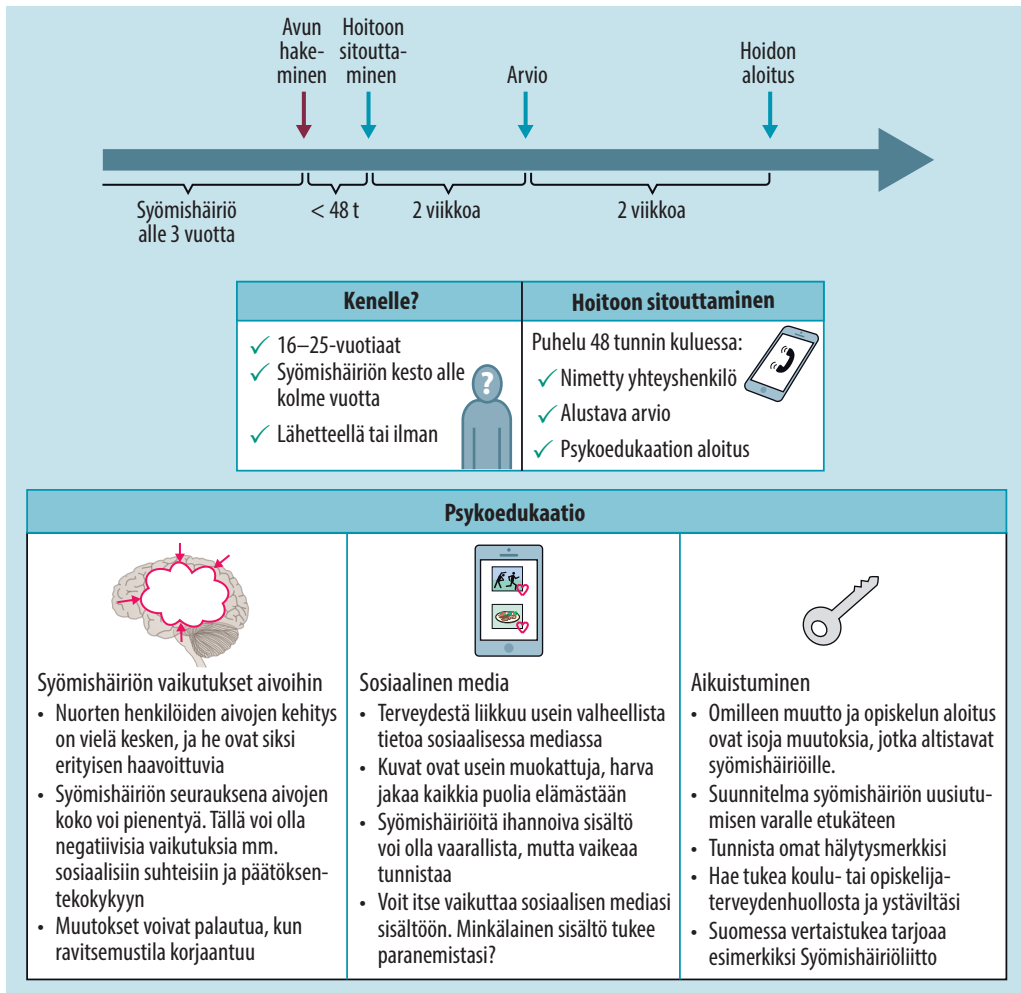 Avun
hake-
minen
Hoitoon
sitoutta-
minen
Arvio
Hoidon
aloitus
Syömishäiriö
alle 3 vuotta
< 48 t
2 viikkoa
2 viikkoa
Kenelle?
✓ 16–25-vuotiaat
✓ Syömishäiriön kesto alle
kolme vuotta
✓ Lähetteellä tai ilman
?
Hoitoon sitouttaminen
Puhelu 48 tunnin kuluessa:
✓ Nimetty yhteyshenkilö
✓ Alustava arvio
✓ Psykoedukaation aloitus
Psykoedukaatio
Syömishäiriön vaikutukset aivoihin
• Nuorten henkilöiden aivojen kehitys
on vielä kesken, ja he ovat siksi
erityisen haavoittuvia
• Syömishäiriön seurauksena aivojen
koko voi pienentyä. Tällä voi olla
negatiivisia vaikutuksia mm.
sosiaalisiin suhteisiin ja päätöksen-
tekokykyyn
• Muutokset voivat palautua, kun
ravitsemustila korjaantuu
Sosiaalinen media
• Terveydestä liikkuu usein valheellista
tietoa sosiaalisessa mediassa
• Kuvat ovat usein muokattuja, harva
jakaa kaikkia puolia elämästään
• Syömishäiriöitä ihannoiva sisältö
voi olla vaarallista, mutta vaikeaa
tunnistaa
• Voit itse vaikuttaa sosiaalisen mediasi
sisältöön. Minkälainen sisältö tukee
paranemistasi?
Aikuistuminen
• Omilleen muutto ja opiskelun aloitus
ovat isoja muutoksia, jotka altistavat
syömishäiriöille.
• Suunnitelma syömishäiriön uusiutu-
misen varalle etukäteen
• Tunnista omat hälytysmerkkisi
• Hae tukea koulu- tai opiskelija-
terveydenhuollosta ja ystäviltäsi
• Suomessa vertaistukea tarjoaa
esimerkiksi Syömishäiriöliitto